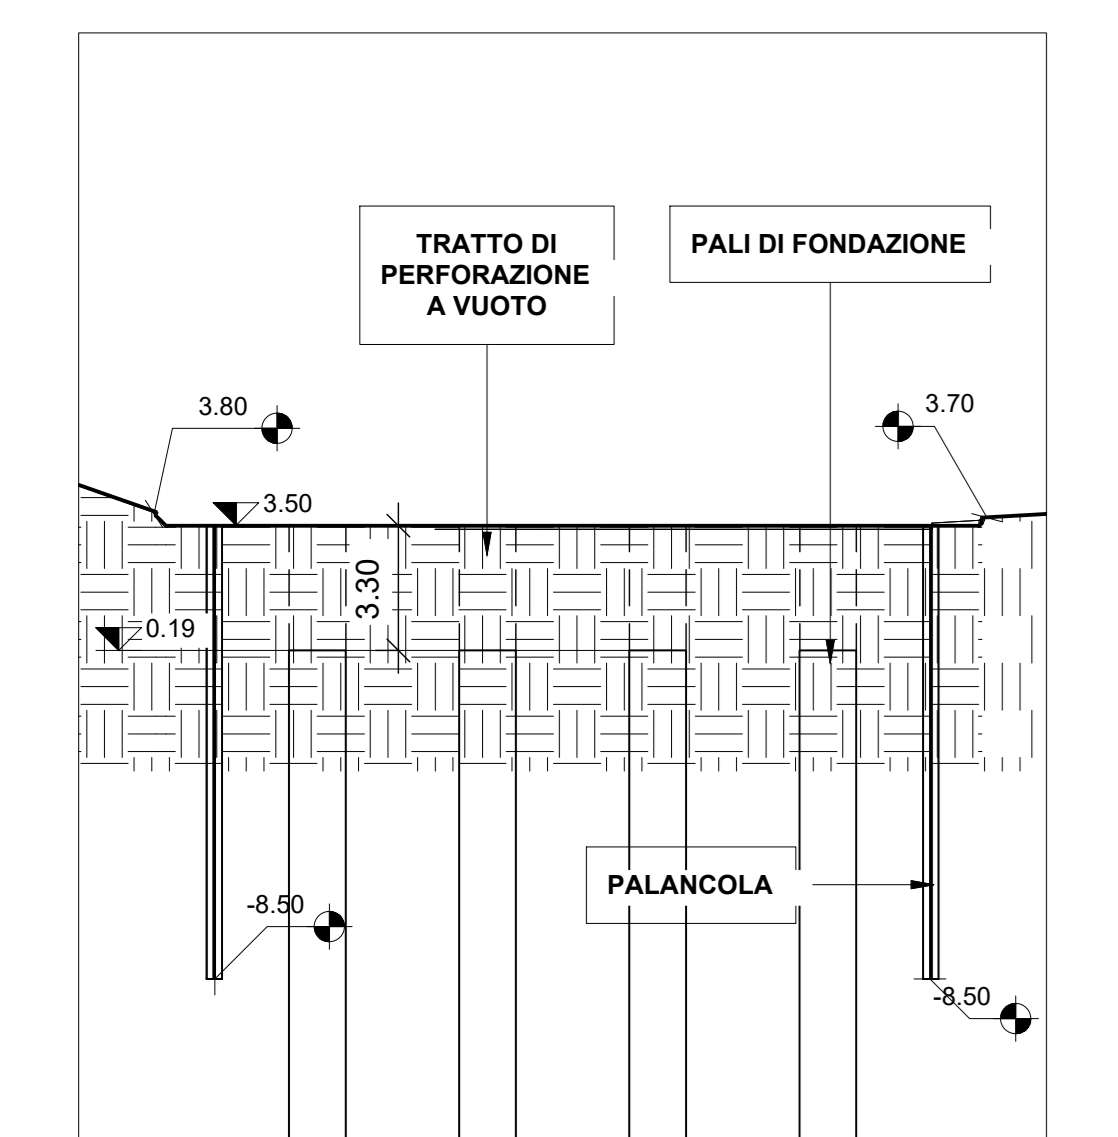 TRATTO DI
PERFORAZIONE
A VUOTO
PALI DI FONDAZIONE
3.80
3.70
3.50
3.30
0.19
PALANCOLA
-8.50
-8.50